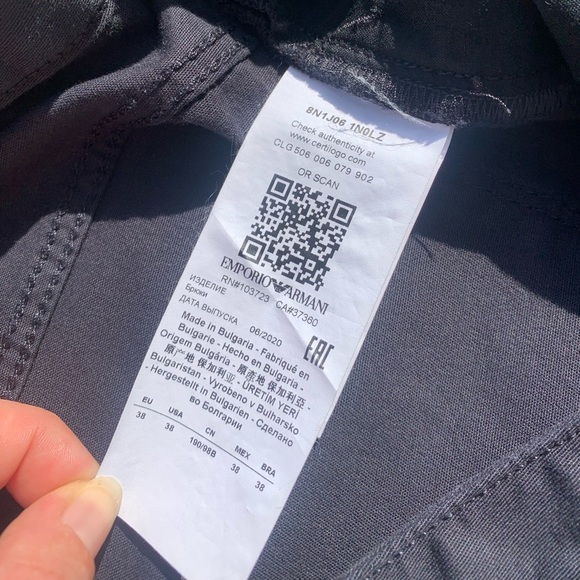 8N1J06 1N0LZ
Check authenticity at
www.certilogo.com
CLG 506 006 079 902
OR SCAN
EMPORIO ARMANI
RN#103723 CA#37360
ИЗДЕЛИЕ
Брюки
ДАТА ВЫПУСКА 06/2020
EAC
Made in Bulgaria - Fabriqué en
Bulgarie - Hecho en Bulgaria -
Origem Bulgária - 原產地 保加利亞 -
原产地 保加利亚 - ÜRETİM YERİ
Bulgaristan - Vyrobeno v Bulharsko
- Hergestellt in Bulgarien - Сделано
во Болгарии
EU USA CN MEX BRA
38 38 190/98B 38 38